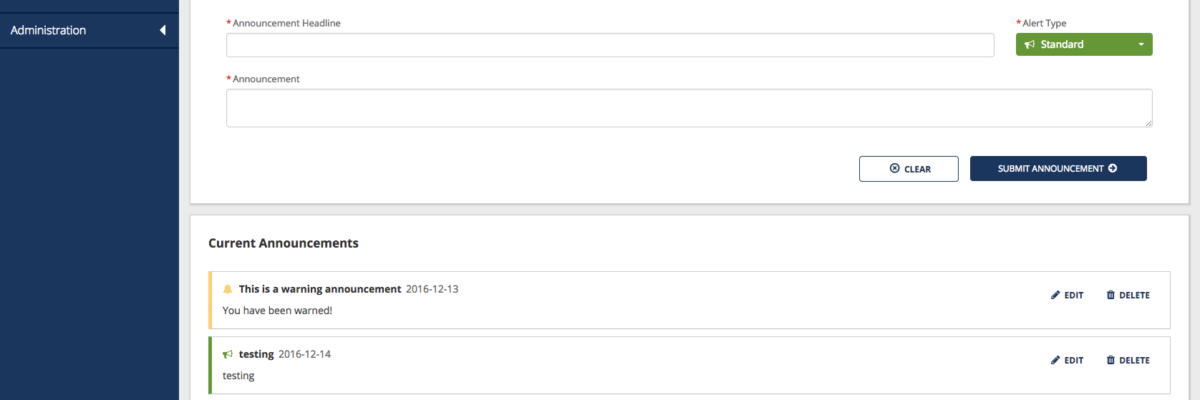 Administration
* Announcement Headline
* Alert Type
Standard
* Announcement
CLEAR
SUBMIT ANNOUNCEMENT
Current Announcements
This is a warning announcement 2016-12-13
EDIT
DELETE
You have been warned!
testing 2016-12-14
EDIT
DELETE
testing